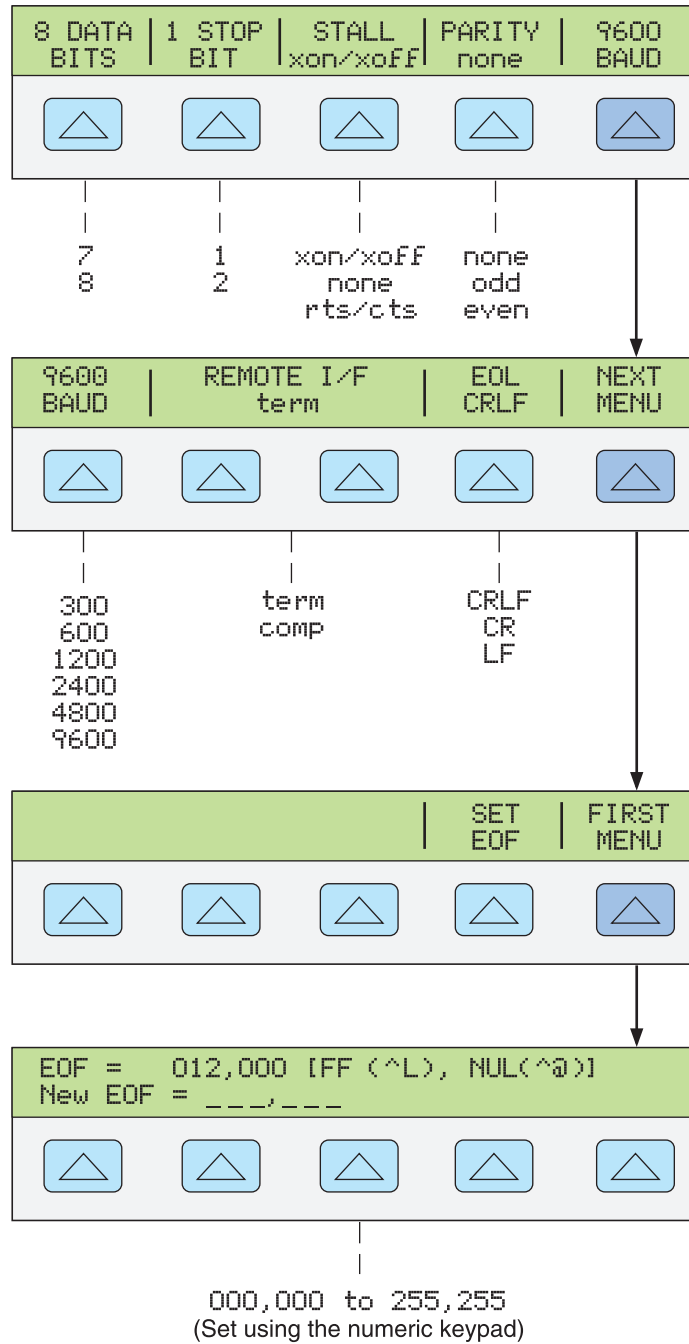 8 DATA BITS | 1 STOP BIT | STALL xon/xoff | PARITY none | 9600 BAUD
7 8
1 2
xon/xoff none rts/cts
none odd even
9600 BAUD | REMOTE I/F term | EOL CRLF | NEXT MENU
300
600
1200
2400
4800
9600
term
comp
CRLF
CR
LF
SET EOF | FIRST MENU
EOF = 012,000 [FF (^L), NUL(^@)]
New EOF = _ _ _,_ _ _
000,000 to 255,255
(Set using the numeric keypad)